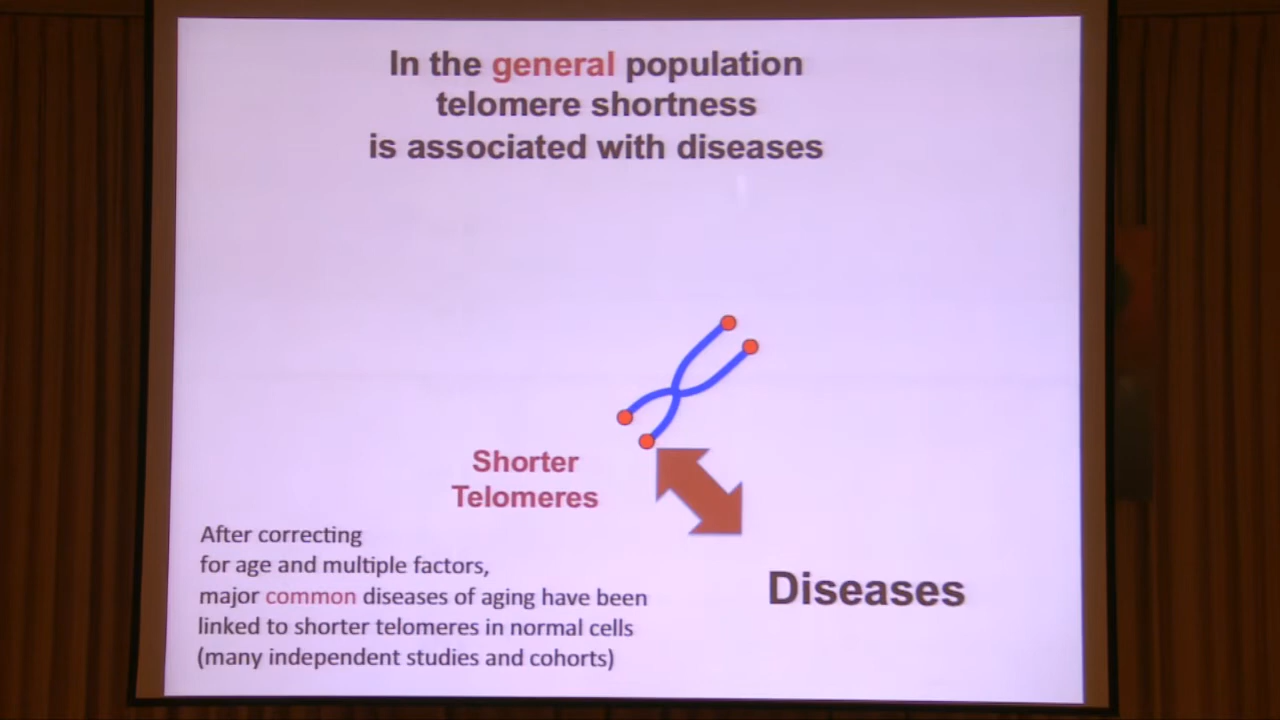 In the general population
telomere shortness
is associated with diseases
Shorter
Telomeres
After correcting
for age and multiple factors,
major common diseases of aging have been
linked to shorter telomeres in normal cells
(many independent studies and cohorts)
Diseases